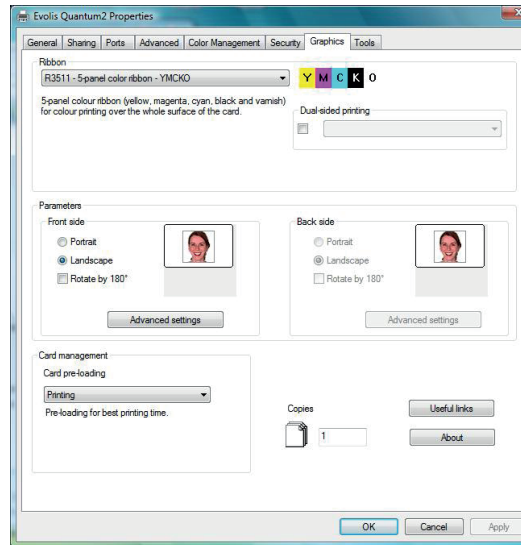 Evolis Quantum2 Properties
General Sharing Ports Advanced Color Management Security Graphics Tools
Ribbon
R3511 - 5-panel color ribbon - YMCKO
Y M C K O
5-panel colour ribbon (yellow, magenta, cyan, black and varnish)
for colour printing over the whole surface of the card.
Dual-sided printing
Parameters
Front side
Portrait
Landscape
Rotate by 180°
Advanced settings
Back side
Portrait
Landscape
Rotate by 180°
Advanced settings
Card management
Card pre-loading
Printing
Pre-loading for best printing time.
Copies
1
Useful links
About
OK Cancel Apply